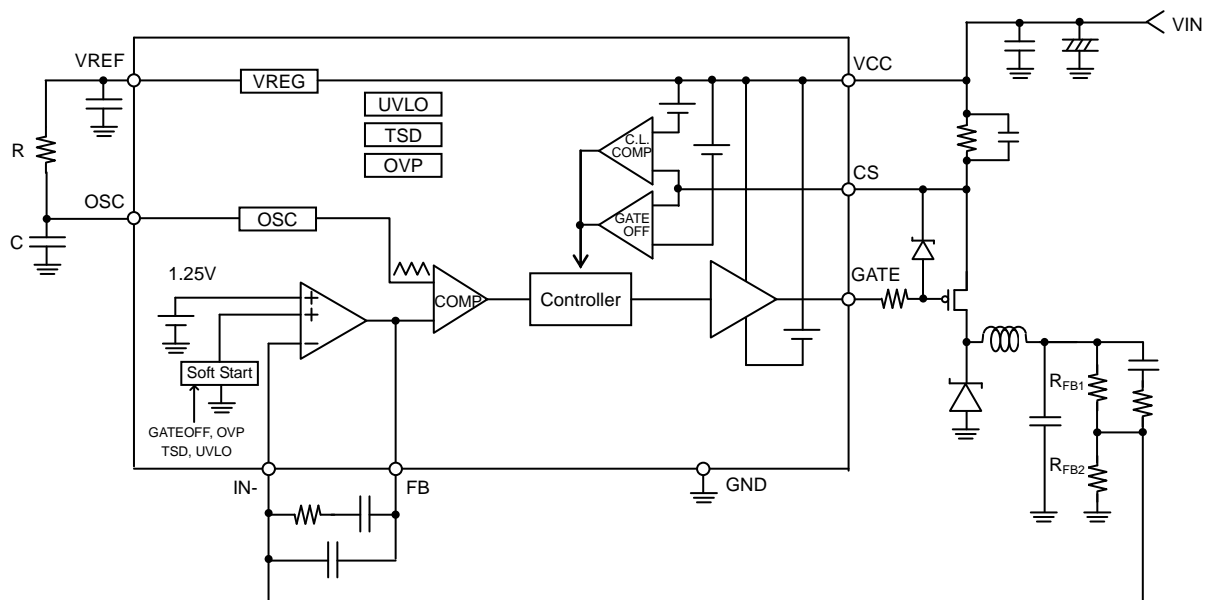 VIN
VREF
VREG
VCC
UVLO
TSD
OVP
C.L.
COMP
R
CS
OSC
OSC
GATE
OFF
C
1.25V
GATE
COMP
Controller
Soft Start
RFB1
GATEOFF, OVP
TSD, UVLO
RFB2
IN-
FB
GND